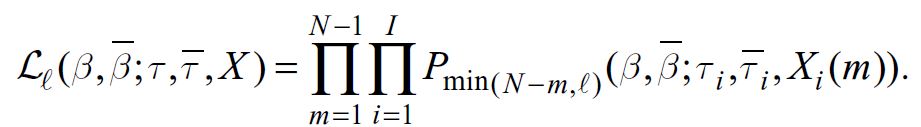 ℒ_ℓ(β, β̄; τ, τ̄, X) = ∏_{m=1}^{N−1} ∏_{i=1}^{I} P_{min(N−m,ℓ)}(β, β̄; τ_i, τ̄_i, X_i(m)).